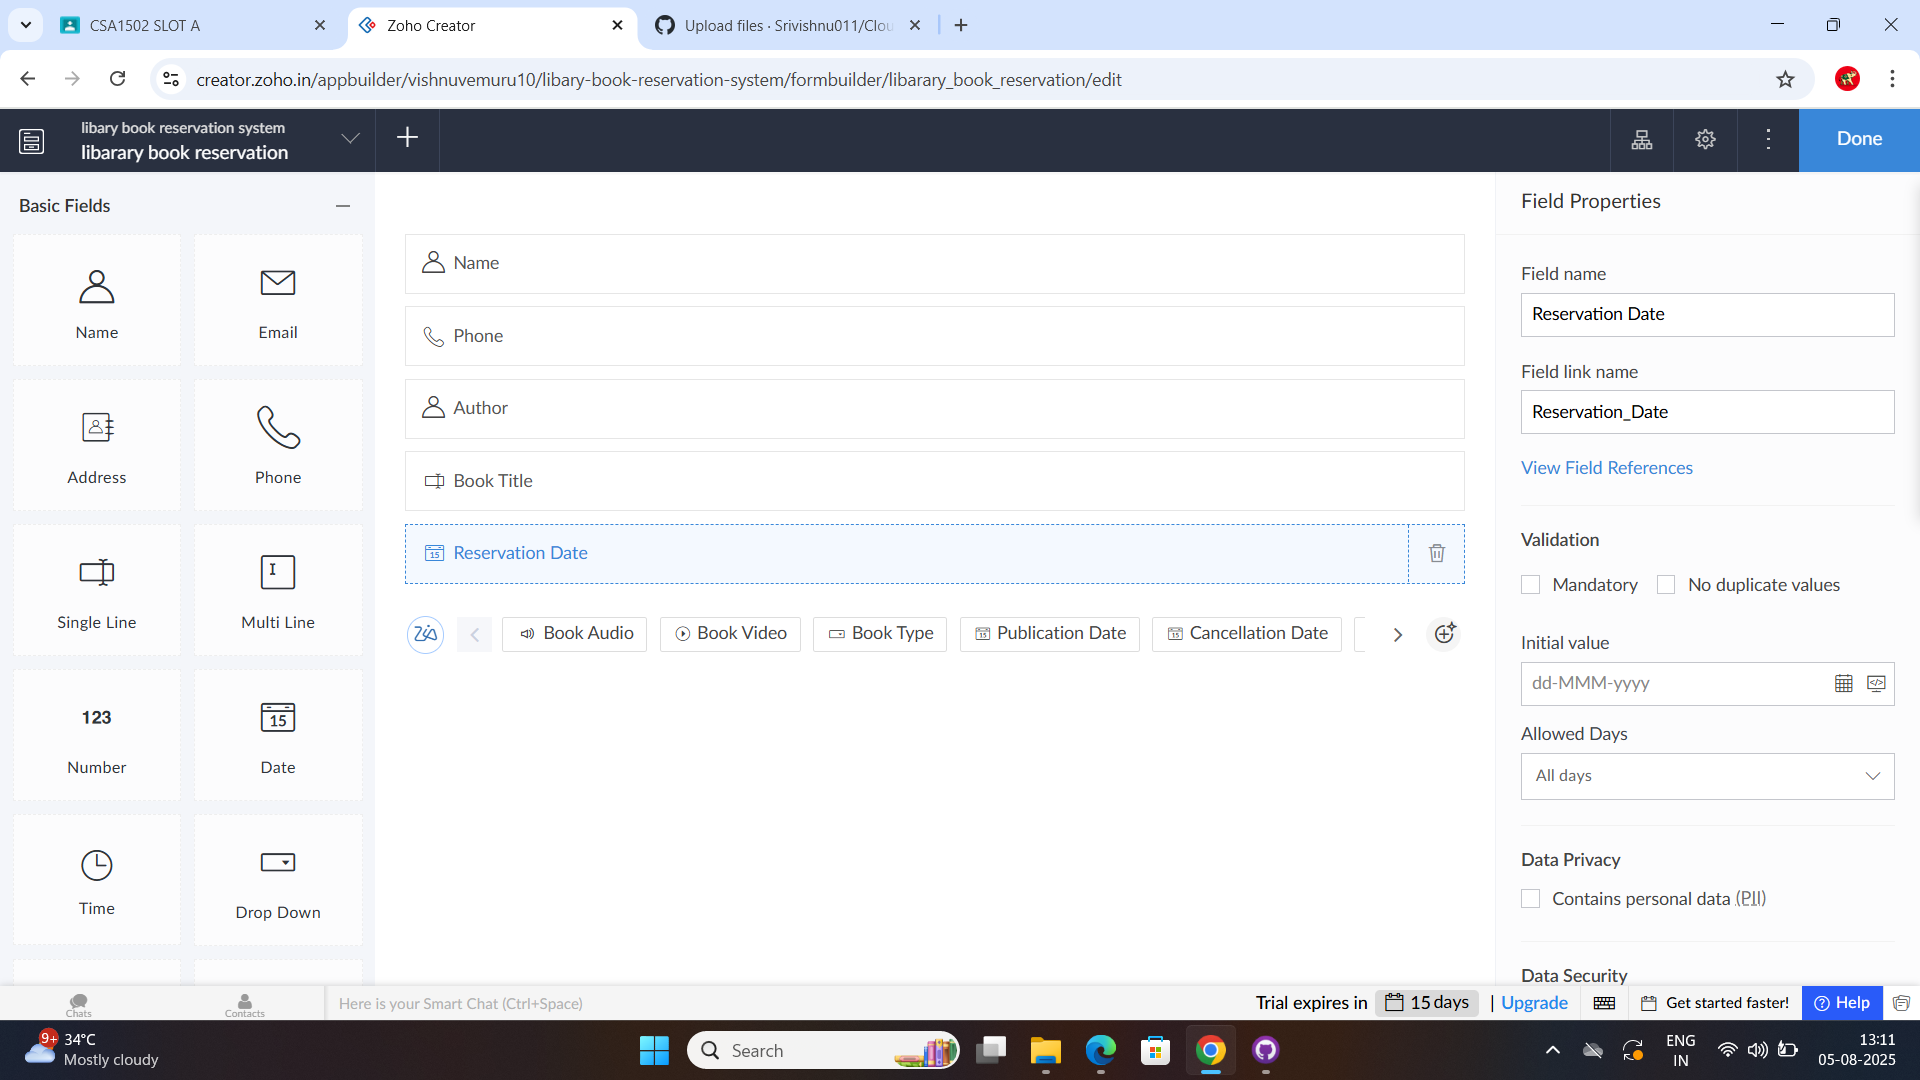 CSA1502 SLOT A
Zoho Creator
Upload files · Srivishnu011/Clou
creator.zoho.in/appbuilder/vishnuvemuru10/libary-book-reservation-system/formbuilder/libarary_book_reservation/edit
libary book reservation system
libarary book reservation
Done
Basic Fields
Name
Email
Address
Phone
Single Line
Multi Line
123
Number
15
Date
Time
Drop Down
Name
Phone
Author
Book Title
15 Reservation Date
Zia
Book Audio
Book Video
Book Type
15 Publication Date
15 Cancellation Date
Field Properties
Field name
Reservation Date
Field link name
Reservation_Date
View Field References
Validation
Mandatory
No duplicate values
Initial value
dd-MMM-yyyy
Allowed Days
All days
Data Privacy
Contains personal data (PII)
Data Security
Chats
Contacts
Here is your Smart Chat (Ctrl+Space)
Trial expires in 15 days | Upgrade
Get started faster!
Help
9+
34°C
Mostly cloudy
Search
ENG
IN
13:11
05-08-2025